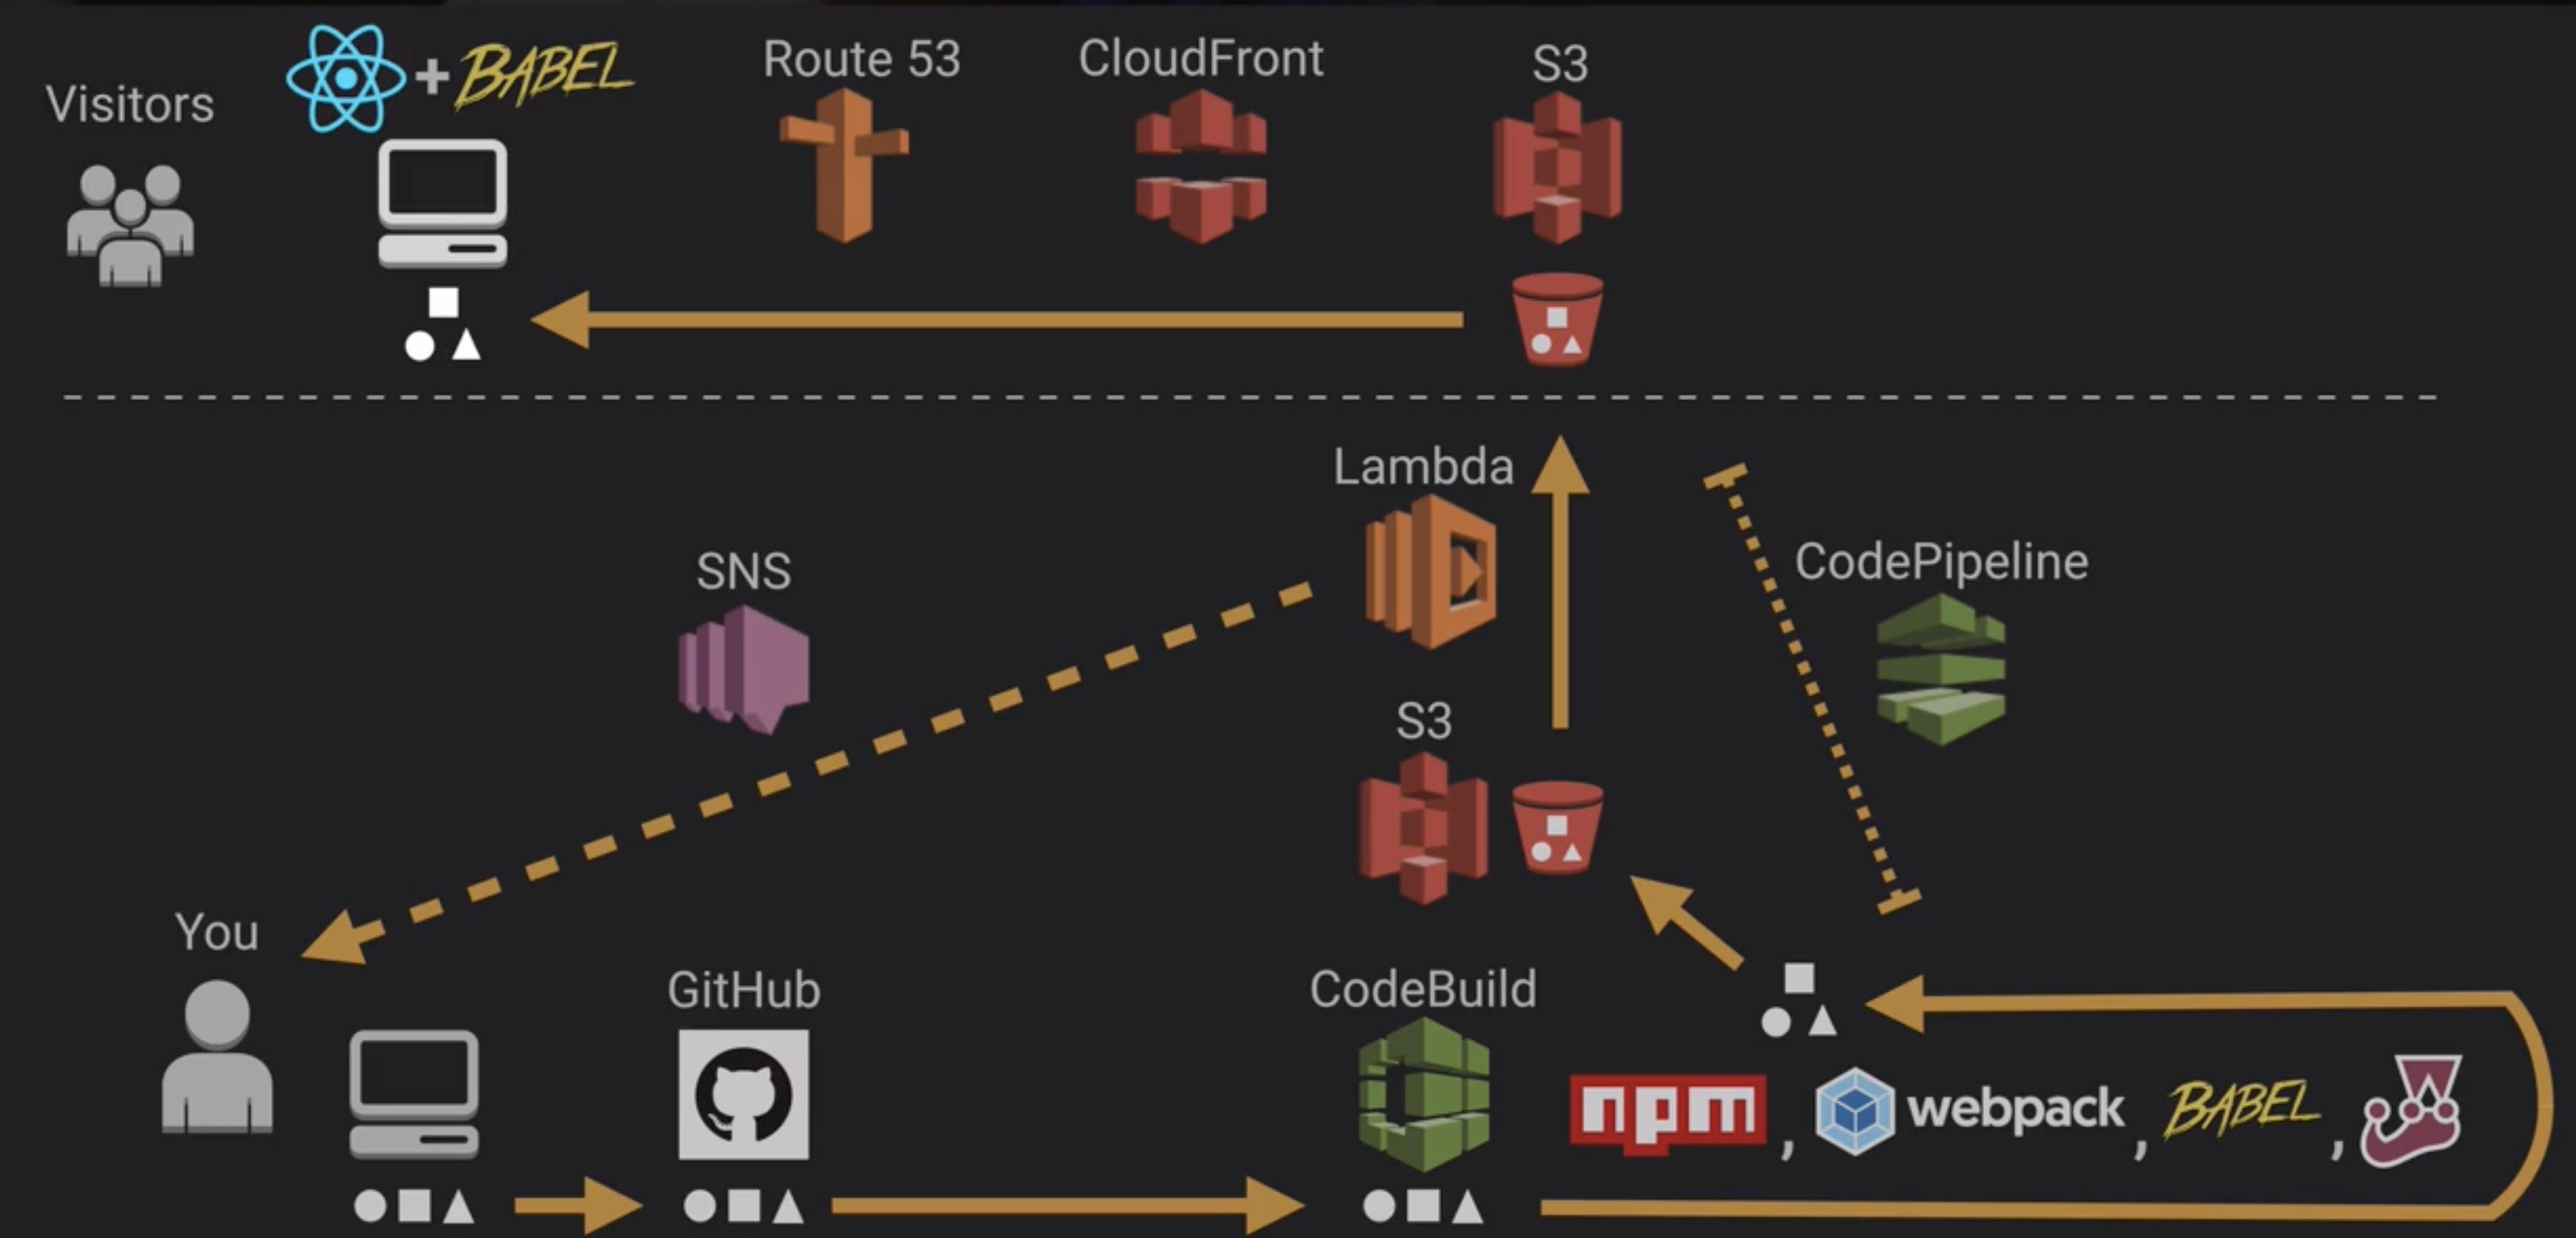 Visitors
+ BABEL
Route 53
CloudFront
S3
Lambda
SNS
CodePipeline
S3
You
GitHub
CodeBuild
npm , webpack , BABEL ,